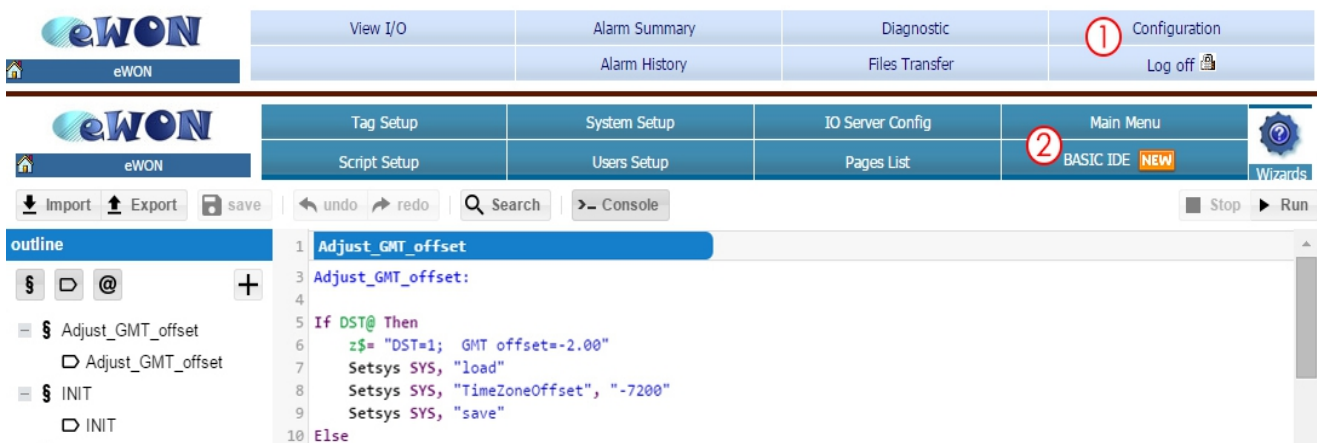 eWON View I/O Alarm Summary Diagnostic 1 Configuration
eWON Alarm History Files Transfer Log off
eWON Tag Setup System Setup IO Server Config Main Menu
eWON Script Setup Users Setup Pages List 2 BASIC IDE NEW Wizards
Import Export save undo redo Search >_ Console Stop Run
outline
§ @ +
§ Adjust_GMT_offset
Adjust_GMT_offset
§ INIT
INIT
1 Adjust_GMT_offset
3 Adjust_GMT_offset:
4
5 If DST@ Then
6 z$= "DST=1;  GMT offset=-2.00"
7 Setsys SYS, "load"
8 Setsys SYS, "TimeZoneOffset", "-7200"
9 Setsys SYS, "save"
10 Else